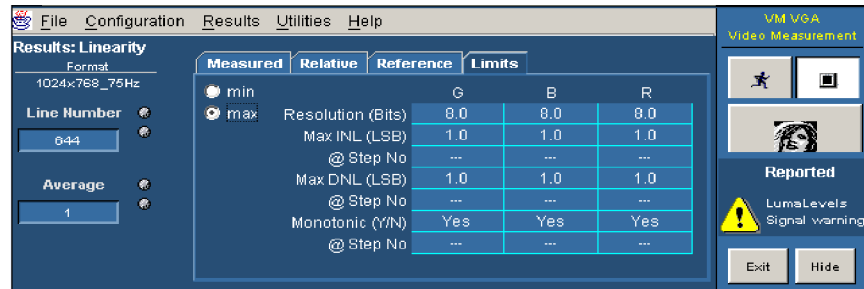 File Configuration Results Utilities Help
Results: Linearity
Format
1024x768_75Hz
Line Number
644
Average
1
Measured Relative Reference Limits
min
max
G B R
Resolution (Bits) 8.0 8.0 8.0
Max INL (LSB) 1.0 1.0 1.0
@ Step No --- --- ---
Max DNL (LSB) 1.0 1.0 1.0
@ Step No --- --- ---
Monotonic (Y/N) Yes Yes Yes
@ Step No --- --- ---
VM VGA
Video Measurement
Reported
LumaLevels
Signal warning
Exit Hide